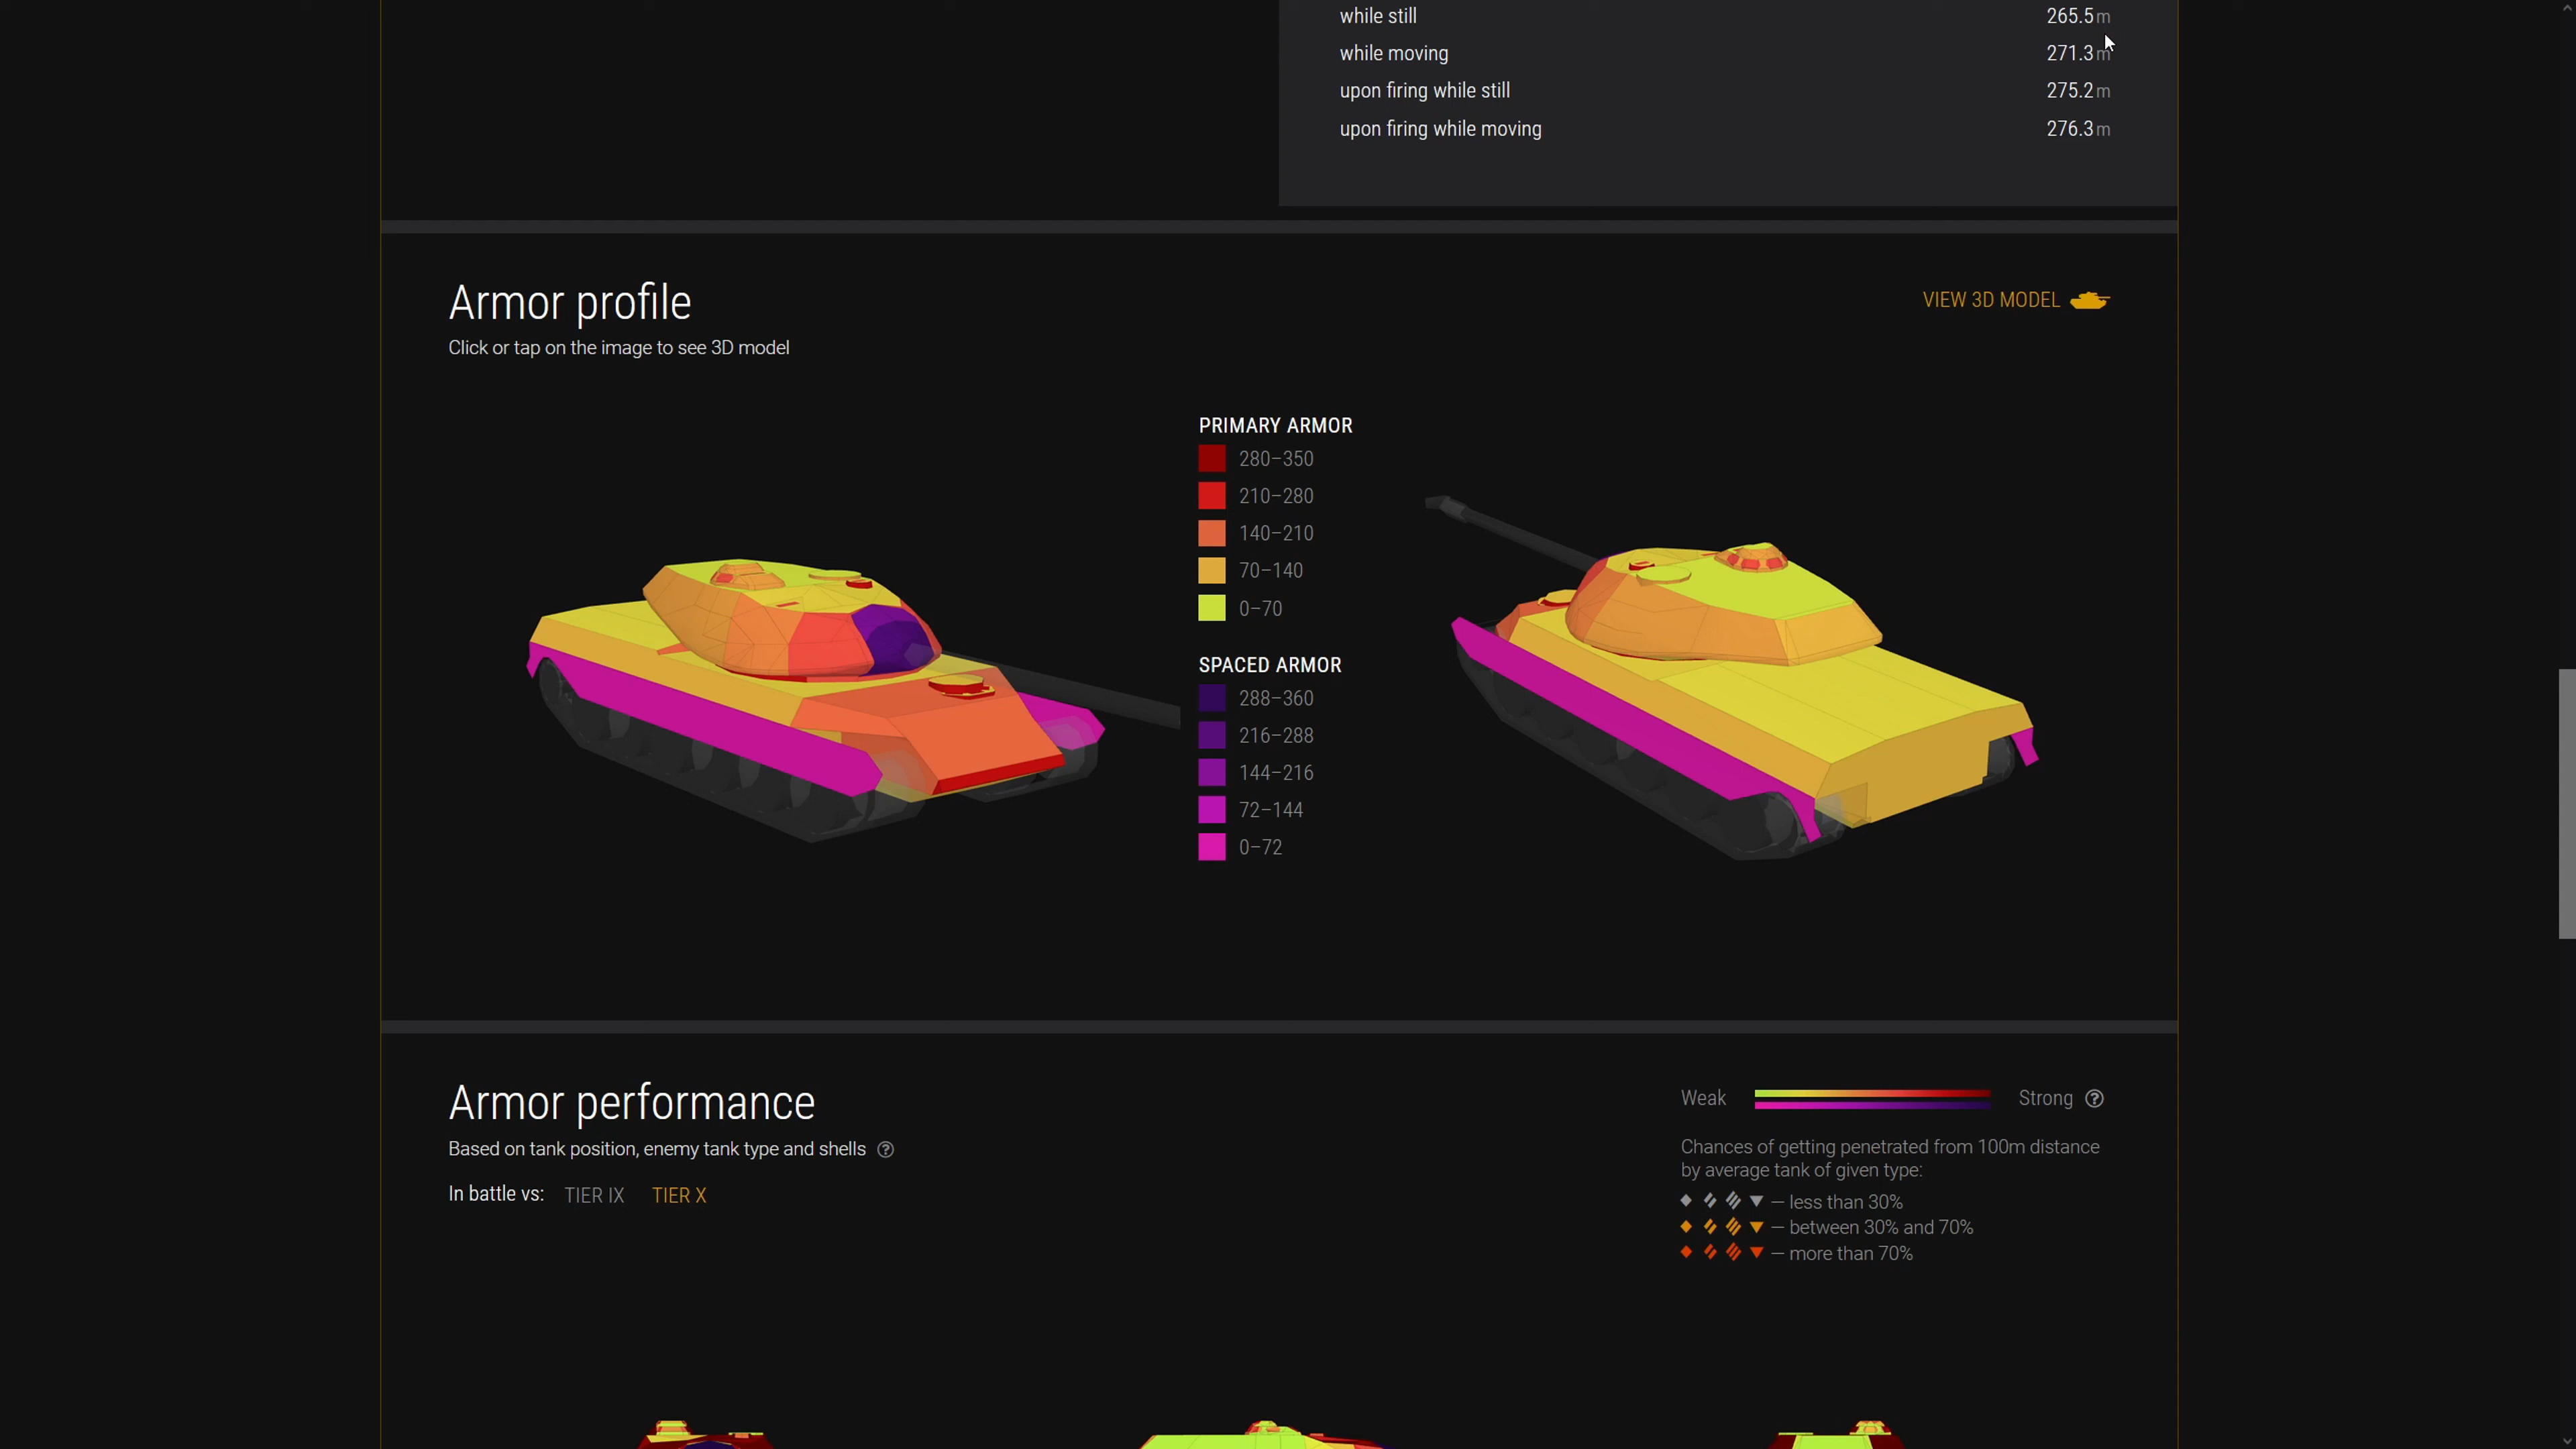 while still 265.5 m
while moving 271.3 m
upon firing while still 275.2 m
upon firing while moving 276.3 m
Armor profile
VIEW 3D MODEL
Click or tap on the image to see 3D model
PRIMARY ARMOR
280–350
210–280
140–210
70–140
0–70
SPACED ARMOR
288–360
216–288
144–216
72–144
0–72
Armor performance
Weak Strong ?
Based on tank position, enemy tank type and shells ?
Chances of getting penetrated from 100m distance
by average tank of given type:
In battle vs: TIER IX TIER X
— less than 30%
— between 30% and 70%
— more than 70%